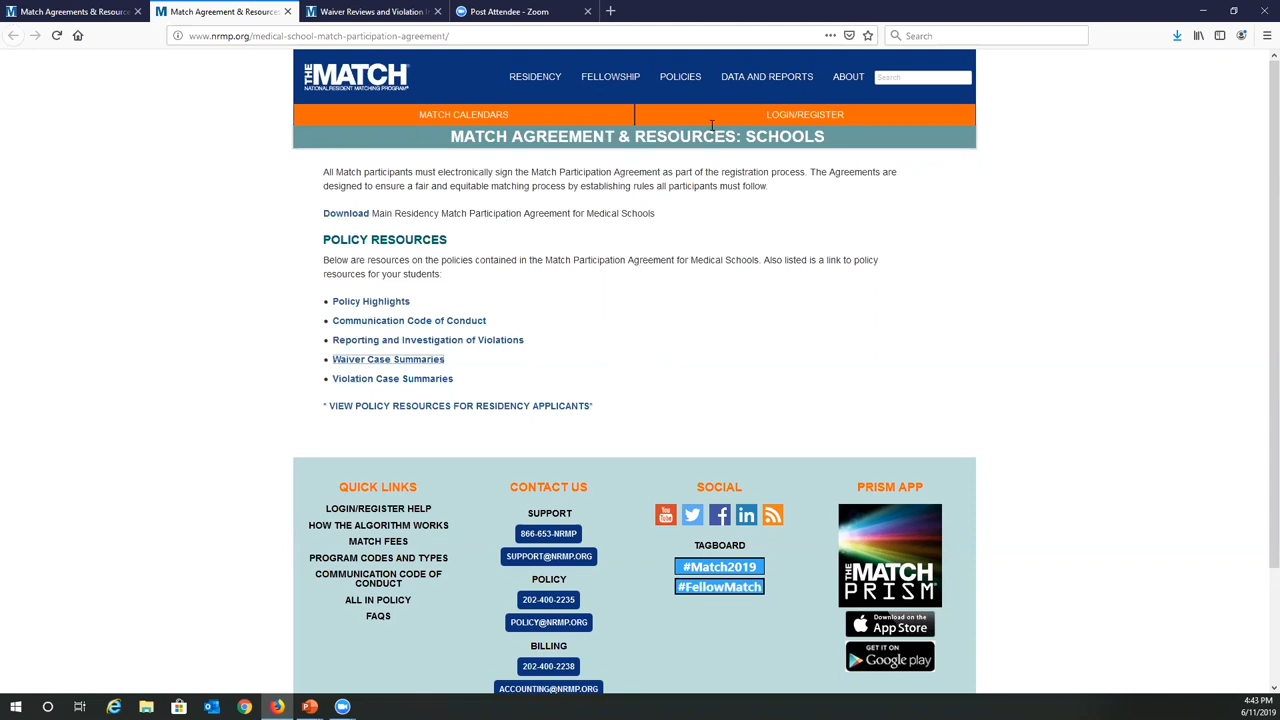 Match Agreements & Resources:
Match Agreement & Resources:
Waiver Reviews and Violation I
Post Attendee - Zoom
www.nrmp.org/medical-school-match-participation-agreement/
Search
THE MATCH
NATIONAL RESIDENT MATCHING PROGRAM®
RESIDENCY
FELLOWSHIP
POLICIES
DATA AND REPORTS
ABOUT
Search
MATCH CALENDARS
LOGIN/REGISTER
MATCH AGREEMENT & RESOURCES: SCHOOLS
All Match participants must electronically sign the Match Participation Agreement as part of the registration process. The Agreements are
designed to ensure a fair and equitable matching process by establishing rules all participants must follow.
Download Main Residency Match Participation Agreement for Medical Schools
POLICY RESOURCES
Below are resources on the policies contained in the Match Participation Agreement for Medical Schools. Also listed is a link to policy
resources for your students:
• Policy Highlights
• Communication Code of Conduct
• Reporting and Investigation of Violations
• Waiver Case Summaries
• Violation Case Summaries
* VIEW POLICY RESOURCES FOR RESIDENCY APPLICANTS*
QUICK LINKS
LOGIN/REGISTER HELP
HOW THE ALGORITHM WORKS
MATCH FEES
PROGRAM CODES AND TYPES
COMMUNICATION CODE OF
CONDUCT
ALL IN POLICY
FAQS
CONTACT US
SUPPORT
866-653-NRMP
SUPPORT@NRMP.ORG
POLICY
202-400-2235
POLICY@NRMP.ORG
BILLING
202-400-2238
ACCOUNTING@NRMP.ORG
SOCIAL
You Tube
TAGBOARD
#Match2019
#FellowMatch
PRISM APP
THE MATCH
PRISM®
Download on the
App Store
GET IT ON
Google play
4:43 PM
6/11/2019